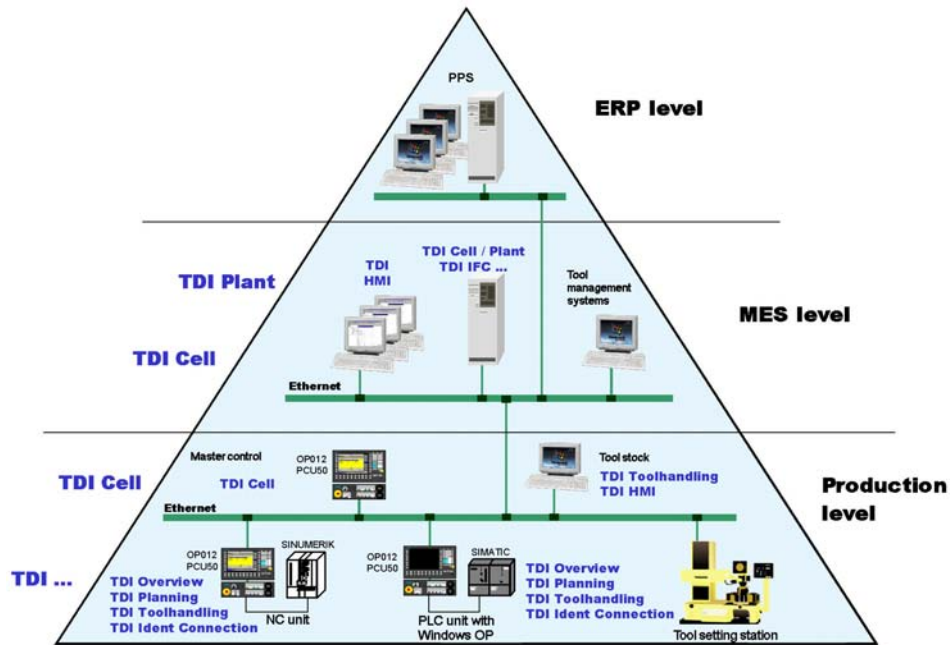 PPS
ERP level
TDI Plant
TDI
HMI
TDI Cell / Plant
TDI IFC ...
Tool
management
systems
MES level
TDI Cell
Ethernet
TDI Cell
Master control
TDI Cell
OP012
PCU50
Tool stock
TDI Toolhandling
TDI HMI
Production
level
Ethernet
TDI ...
OP012
PCU50
SINUMERIK
TDI Overview
TDI Planning
TDI Toolhandling
TDI Ident Connection
NC unit
OP012
PCU50
SIMATIC
PLC unit with
Windows OP
TDI Overview
TDI Planning
TDI Toolhandling
TDI Ident Connection
Tool setting station